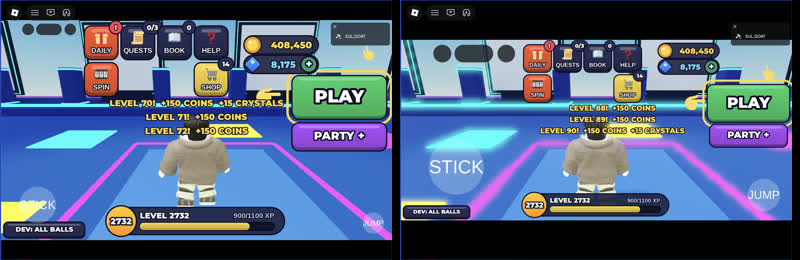 SUL_GOAT
!
0/3
0
DAILY
QUESTS
BOOK
HELP
408,450
14
8,175
+
SPIN
SHOP
PLAY
LEVEL 70! +150 COINS +15 CRYSTALS
LEVEL 71! +150 COINS
LEVEL 72! +150 COINS
PARTY +
STICK
JUMP
2732
LEVEL 2732
900/1100 XP
DEV: ALL BALLS
SUL_GOAT
!
0/3
0
DAILY
QUESTS
BOOK
HELP
408,450
14
8,175
+
SPIN
SHOP
PLAY
LEVEL 88! +150 COINS
LEVEL 89! +150 COINS
LEVEL 90! +150 COINS +15 CRYSTALS
PARTY +
STICK
JUMP
2732
LEVEL 2732
900/1100 XP
DEV: ALL BALLS